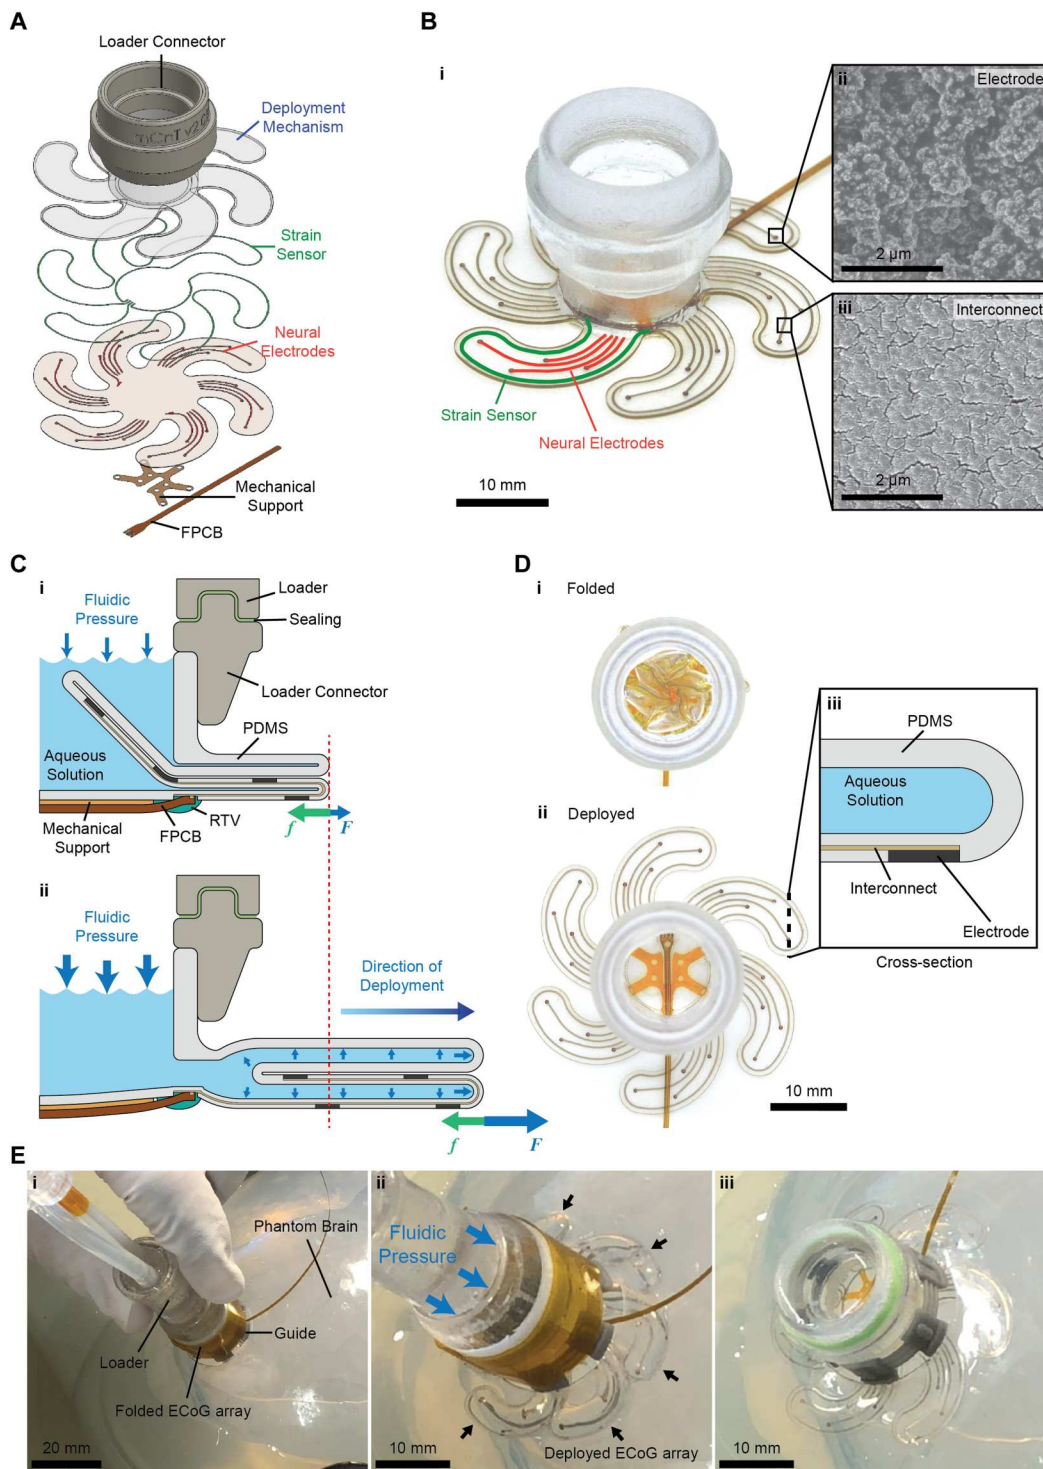 A
Loader Connector
Deployment
Mechanism
Strain
Sensor
Neural
Electrodes
Mechanical
Support
FPCB
B
i
Strain Sensor
Neural Electrodes
10 mm
ii
Electrode
2 µm
iii
Interconnect
2 µm
C
i
Fluidic
Pressure
Loader
Sealing
Loader Connector
PDMS
Aqueous
Solution
Mechanical
Support
FPCB
RTV
f
F
ii
Fluidic
Pressure
Direction of
Deployment
f
F
D
i Folded
ii Deployed
10 mm
iii
PDMS
Aqueous
Solution
Interconnect
Electrode
Cross-section
E
i
Phantom Brain
Guide
Loader
Folded ECoG array
20 mm
ii
Fluidic
Pressure
Deployed ECoG array
10 mm
iii
10 mm